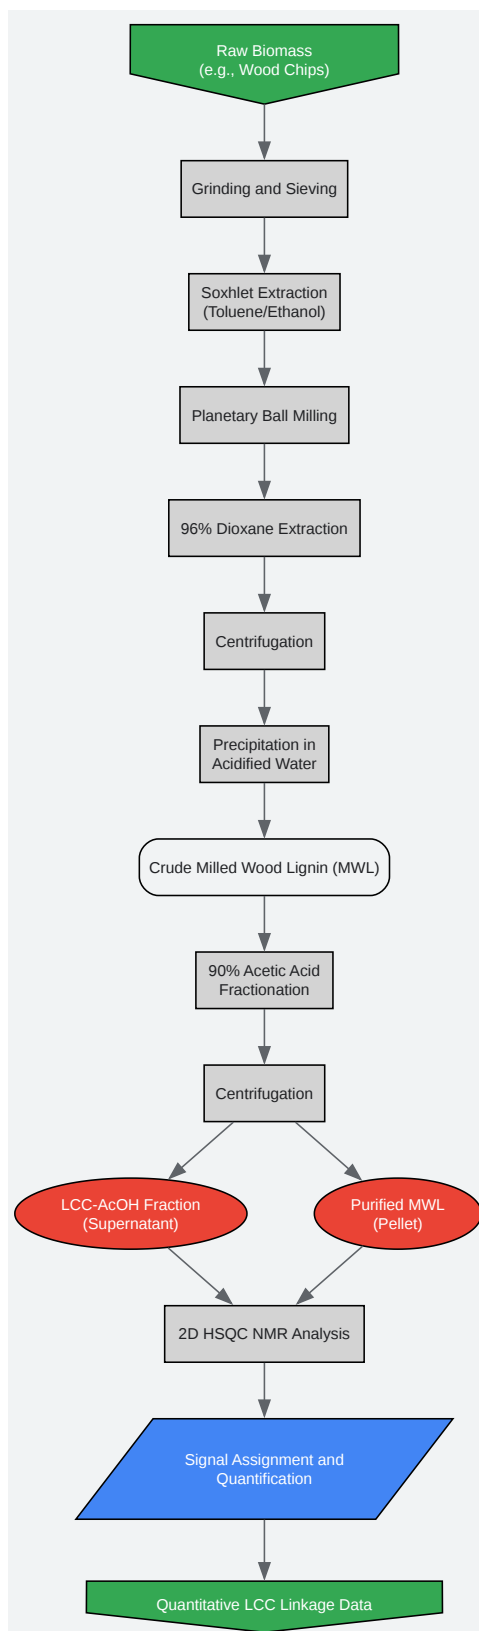 Raw Biomass
(e.g., Wood Chips)
Grinding and Sieving
Soxhlet Extraction
(Toluene/Ethanol)
Planetary Ball Milling
96% Dioxane Extraction
Centrifugation
Precipitation in
Acidified Water
Crude Milled Wood Lignin (MWL)
90% Acetic Acid
Fractionation
Centrifugation
LCC-AcOH Fraction
(Supernatant)
Purified MWL
(Pellet)
2D HSQC NMR Analysis
Signal Assignment and
Quantification
Quantitative LCC Linkage Data